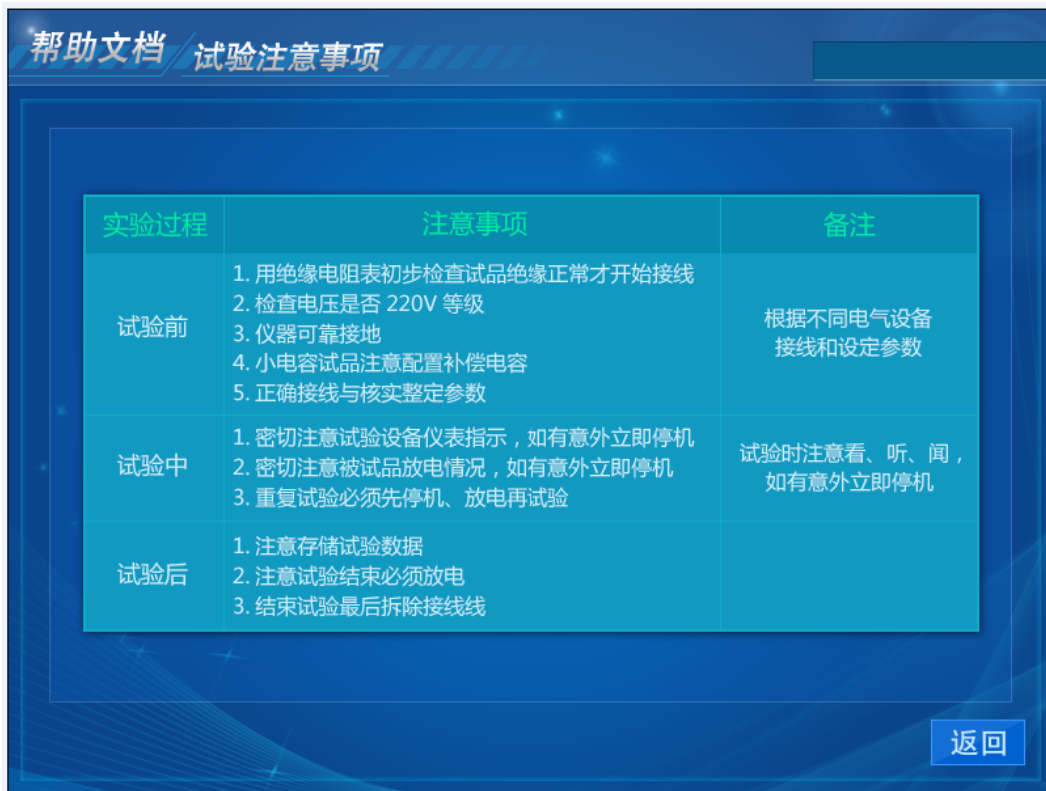 帮助文档 试验注意事项
实验过程 注意事项 备注
试验前
1. 用绝缘电阻表初步检查试品绝缘正常才开始接线
2. 检查电压是否 220V 等级
3. 仪器可靠接地
4. 小电容试品注意配置补偿电容
5. 正确接线与核实整定参数
根据不同电气设备
接线和设定参数
试验中
1. 密切注意试验设备仪表指示，如有意外立即停机
2. 密切注意被试品放电情况，如有意外立即停机
3. 重复试验必须先停机、放电再试验
试验时注意看、听、闻，
如有意外立即停机
试验后
1. 注意存储试验数据
2. 注意试验结束必须放电
3. 结束试验最后拆除接线线
返回